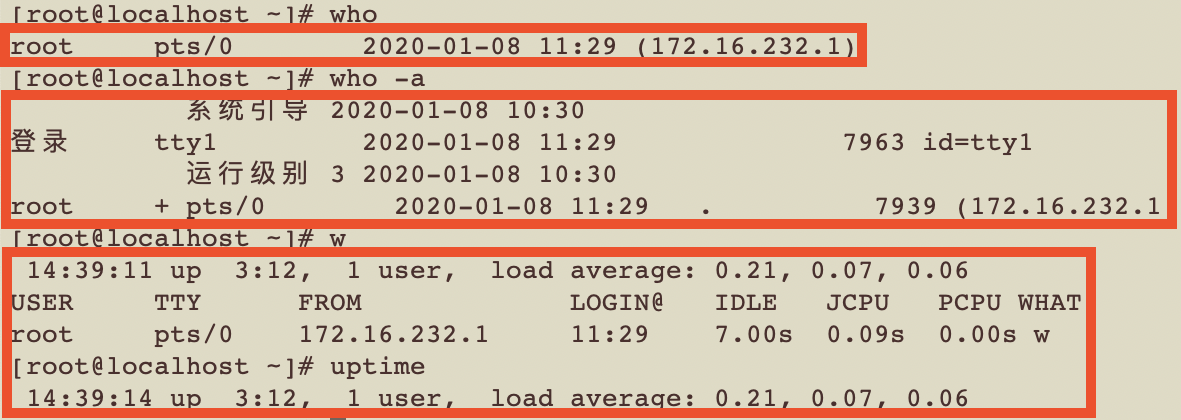 [root@localhost ~]# who
root     pts/0        2020-01-08 11:29 (172.16.232.1)
[root@localhost ~]# who -a
           系统引导 2020-01-08 10:30
登录     tty1         2020-01-08 11:29              7963 id=tty1
           运行级别 3 2020-01-08 10:30
root     + pts/0        2020-01-08 11:29   .          7939 (172.16.232.1
[root@localhost ~]# w
 14:39:11 up  3:12,  1 user,  load average: 0.21, 0.07, 0.06
USER     TTY      FROM             LOGIN@   IDLE   JCPU   PCPU WHAT
root     pts/0    172.16.232.1     11:29    7.00s  0.09s  0.00s w
[root@localhost ~]# uptime
 14:39:14 up  3:12,  1 user,  load average: 0.21, 0.07, 0.06